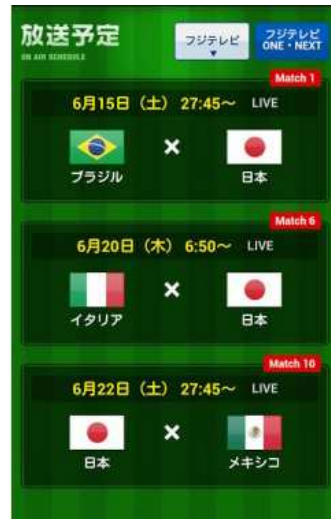 放送予定
ON AIR SCHEDULE
フジテレビ
▼
フジテレビ
ONE・NEXT
Match 1
6月15日（土）27:45～ LIVE
×
ブラジル
日本
Match 6
6月20日（木）6:50～ LIVE
×
イタリア
日本
Match 10
6月22日（土）27:45～ LIVE
×
日本
メキシコ